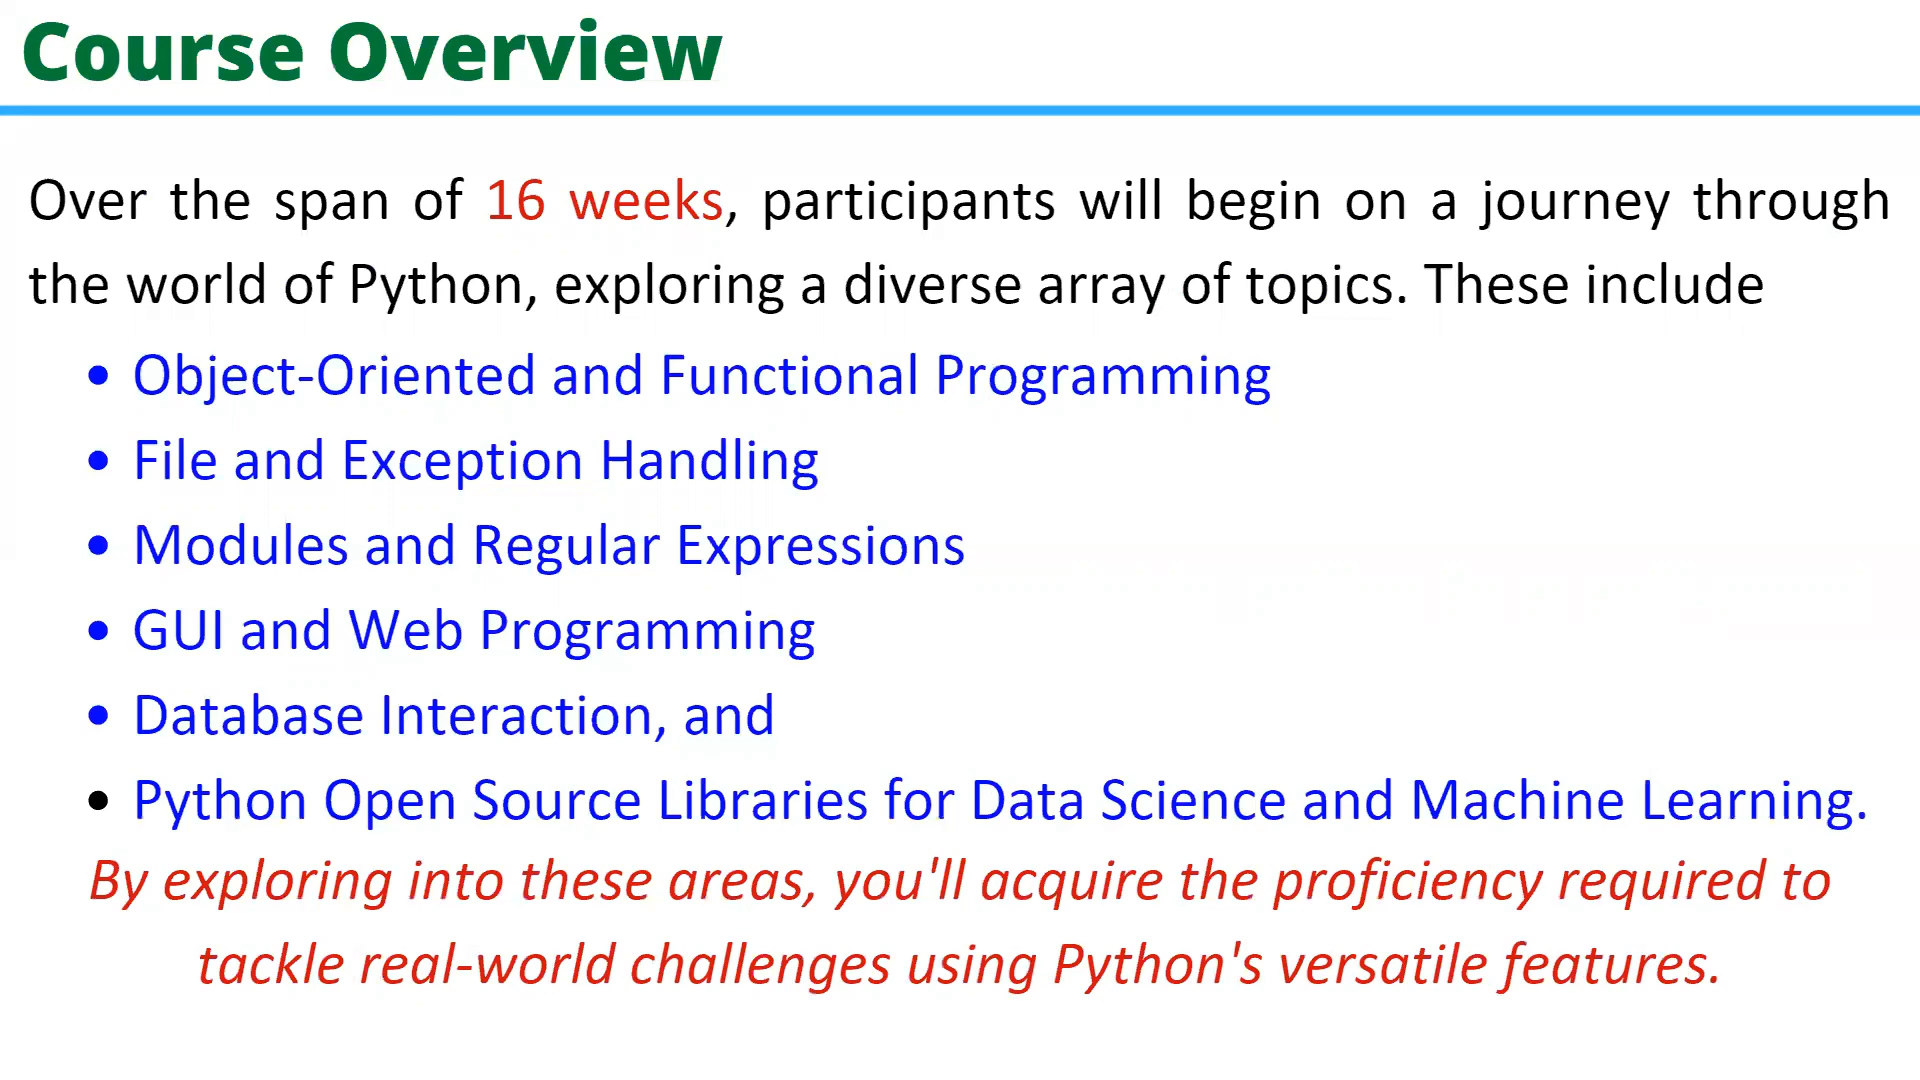 Course Overview
Over the span of 16 weeks, participants will begin on a journey through
the world of Python, exploring a diverse array of topics. These include
• Object-Oriented and Functional Programming
• File and Exception Handling
• Modules and Regular Expressions
• GUI and Web Programming
• Database Interaction, and
• Python Open Source Libraries for Data Science and Machine Learning.
By exploring into these areas, you'll acquire the proficiency required to
tackle real-world challenges using Python's versatile features.